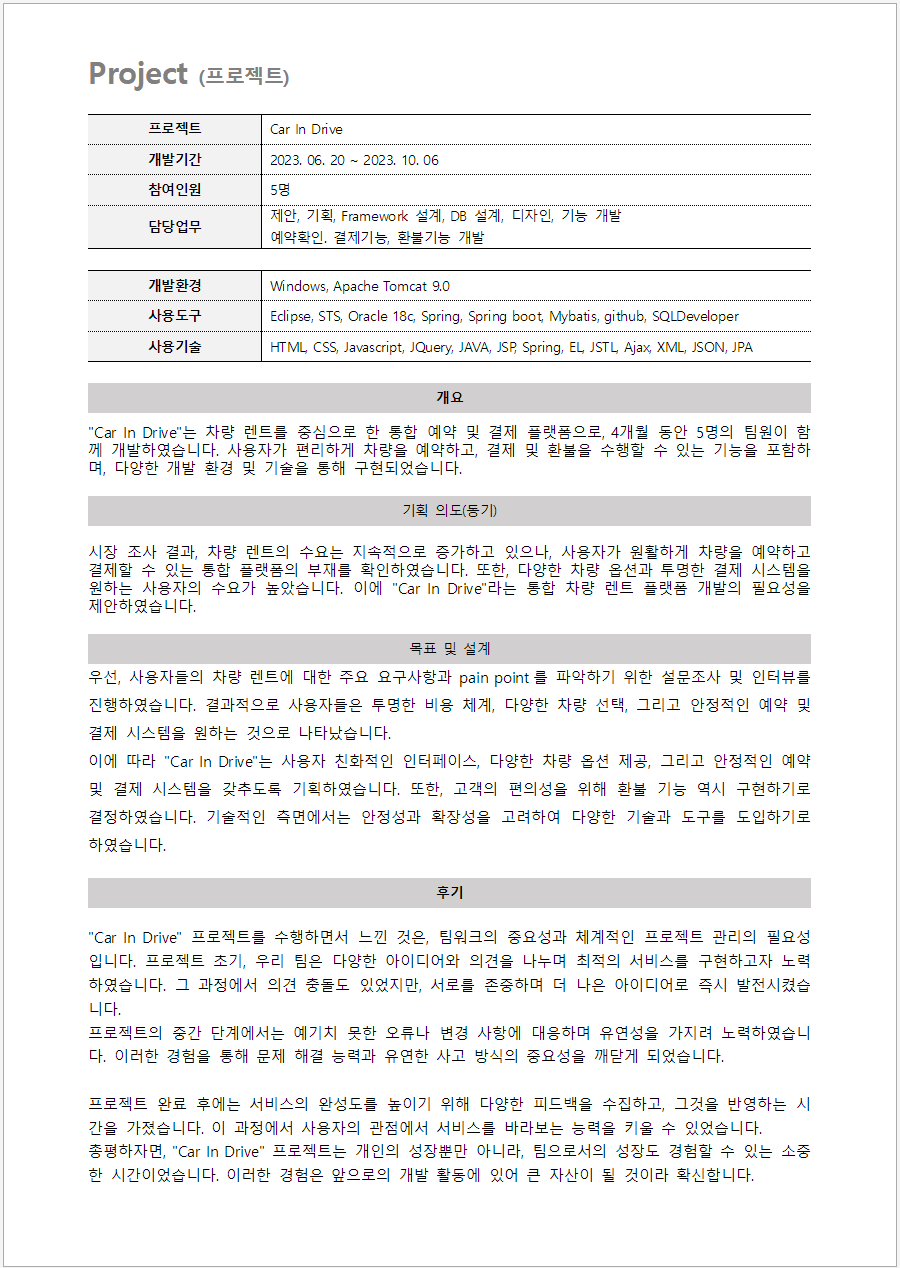 Project (프로젝트)
프로젝트 Car In Drive
개발기간 2023. 06. 20 ~ 2023. 10. 06
참여인원 5명
담당업무 제안, 기획, Framework 설계, DB 설계, 디자인, 기능 개발
예약확인. 결제기능, 환불기능 개발
개발환경 Windows, Apache Tomcat 9.0
사용도구 Eclipse, STS, Oracle 18c, Spring, Spring boot, Mybatis, github, SQLDeveloper
사용기술 HTML, CSS, Javascript, JQuery, JAVA, JSP, Spring, EL, JSTL, Ajax, XML, JSON, JPA
개요
"Car In Drive"는 차량 렌트를 중심으로 한 통합 예약 및 결제 플랫폼으로, 4개월 동안 5명의 팀원이 함
께 개발하였습니다. 사용자가 편리하게 차량을 예약하고, 결제 및 환불을 수행할 수 있는 기능을 포함하
며, 다양한 개발 환경 및 기술을 통해 구현되었습니다.
기획 의도(동기)
시장 조사 결과, 차량 렌트의 수요는 지속적으로 증가하고 있으나, 사용자가 원활하게 차량을 예약하고
결제할 수 있는 통합 플랫폼의 부재를 확인하였습니다. 또한, 다양한 차량 옵션과 투명한 결제 시스템을
원하는 사용자의 수요가 높았습니다. 이에 "Car In Drive"라는 통합 차량 렌트 플랫폼 개발의 필요성을
제안하였습니다.
목표 및 설계
우선, 사용자들의 차량 렌트에 대한 주요 요구사항과 pain point를 파악하기 위한 설문조사 및 인터뷰를
진행하였습니다. 결과적으로 사용자들은 투명한 비용 체계, 다양한 차량 선택, 그리고 안정적인 예약 및
결제 시스템을 원하는 것으로 나타났습니다.
이에 따라 "Car In Drive"는 사용자 친화적인 인터페이스, 다양한 차량 옵션 제공, 그리고 안정적인 예약
및 결제 시스템을 갖추도록 기획하였습니다. 또한, 고객의 편의성을 위해 환불 기능 역시 구현하기로
결정하였습니다. 기술적인 측면에서는 안정성과 확장성을 고려하여 다양한 기술과 도구를 도입하기로
하였습니다.
후기
"Car In Drive" 프로젝트를 수행하면서 느낀 것은, 팀워크의 중요성과 체계적인 프로젝트 관리의 필요성
입니다. 프로젝트 초기, 우리 팀은 다양한 아이디어와 의견을 나누며 최적의 서비스를 구현하고자 노력
하였습니다. 그 과정에서 의견 충돌도 있었지만, 서로를 존중하며 더 나은 아이디어로 즉시 발전시켰습
니다.
프로젝트의 중간 단계에서는 예기치 못한 오류나 변경 사항에 대응하며 유연성을 가지려 노력하였습니
다. 이러한 경험을 통해 문제 해결 능력과 유연한 사고 방식의 중요성을 깨닫게 되었습니다.
프로젝트 완료 후에는 서비스의 완성도를 높이기 위해 다양한 피드백을 수집하고, 그것을 반영하는 시
간을 가졌습니다. 이 과정에서 사용자의 관점에서 서비스를 바라보는 능력을 키울 수 있었습니다.
총평하자면, "Car In Drive" 프로젝트는 개인의 성장뿐만 아니라, 팀으로서의 성장도 경험할 수 있는 소중
한 시간이었습니다. 이러한 경험은 앞으로의 개발 활동에 있어 큰 자산이 될 것이라 확신합니다.